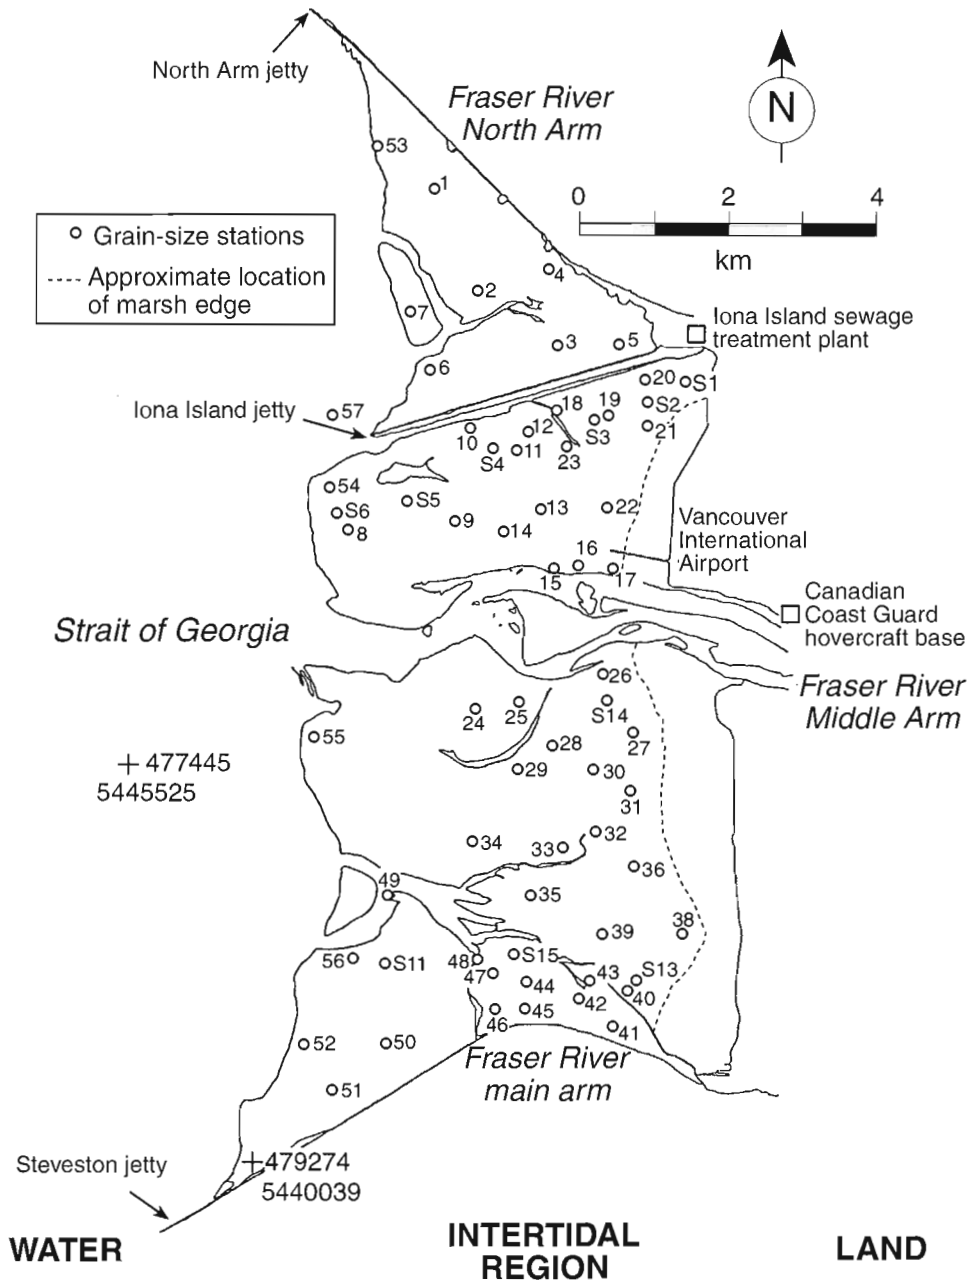 North Arm jetty
Fraser River
North Arm
N
53
1
0 2 4
km
Grain-size stations
Approximate location
of marsh edge
4
2
7
3
5
6
Iona Island sewage
treatment plant
20
S1
Iona Island jetty
57
18
19
S2
S3
21
10
12
11
S4
23
54
S5
S6
8
9
13
14
22
Vancouver
International
Airport
16
15
17
Canadian
Coast Guard
hovercraft base
Strait of Georgia
Fraser River
Middle Arm
26
24
25
S14
27
55
28
477445
5445525
29
30
31
32
34
33
36
49
35
39
38
56
S11
48
S15
47
44
43
S13
42
40
46
45
41
52
50
Fraser River
main arm
51
Steveston jetty
479274
5440039
WATER
INTERTIDAL
REGION
LAND